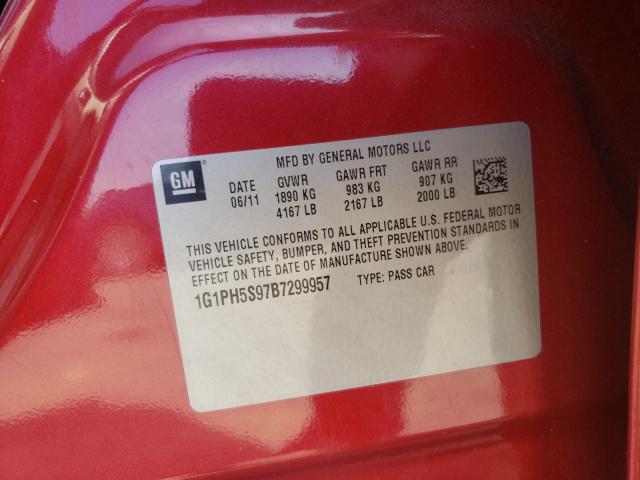 GM
MFD BY GENERAL MOTORS LLC
DATE GVWR GAWR FRT GAWR RR
06/11 1890 KG 983 KG 907 KG
4167 LB 2167 LB 2000 LB
THIS VEHICLE CONFORMS TO ALL APPLICABLE U.S. FEDERAL MOTOR
VEHICLE SAFETY, BUMPER, AND THEFT PREVENTION STANDARDS IN
EFFECT ON THE DATE OF MANUFACTURE SHOWN ABOVE.
1G1PH5S97B7299957 TYPE: PASS CAR